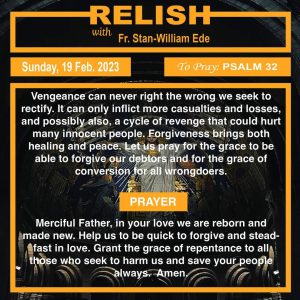 RELISH
with Fr. Stan-William Ede
Sunday, 19 Feb. 2023
To Pray: PSALM 32
Vengeance can never right the wrong we seek to
rectify. It can only inflict more casualties and losses,
and possibly also, a cycle of revenge that could hurt
many innocent people. Forgiveness brings both
healing and peace. Let us pray for the grace to be
able to forgive our debtors and for the grace of
conversion for all wrongdoers.
PRAYER
Merciful Father, in your love we are reborn and
made new. Help us to be quick to forgive and stead-
fast in love. Grant the grace of repentance to all
those who seek to harm us and save your people
always. Amen.